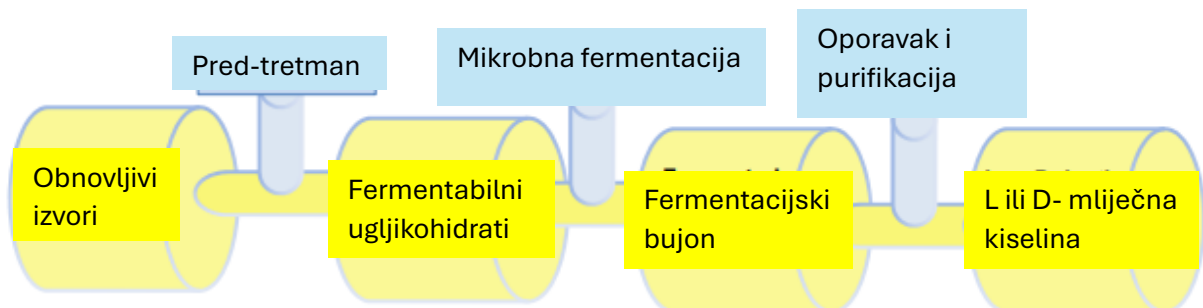 Pred-tretman
Mikrobna fermentacija
Oporavak i
purifikacija
Obnovljivi
izvori
Fermentabilni
ugljikohidrati
Fermentacijski
bujon
L ili D- mliječna
kiselina